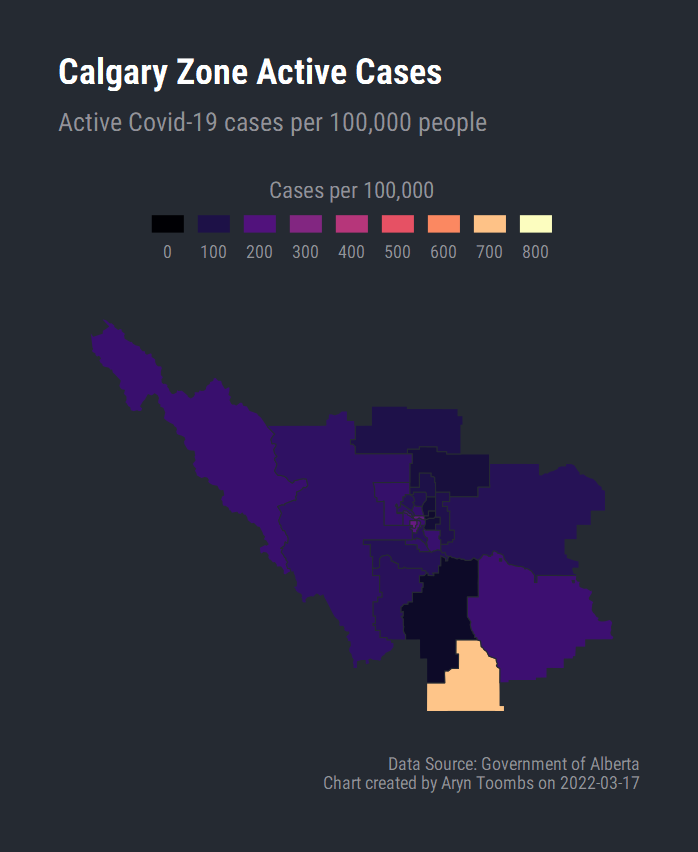 Calgary Zone Active Cases
Active Covid-19 cases per 100,000 people
Cases per 100,000
0 100 200 300 400 500 600 700 800
Data Source: Government of Alberta
Chart created by Aryn Toombs on 2022-03-17